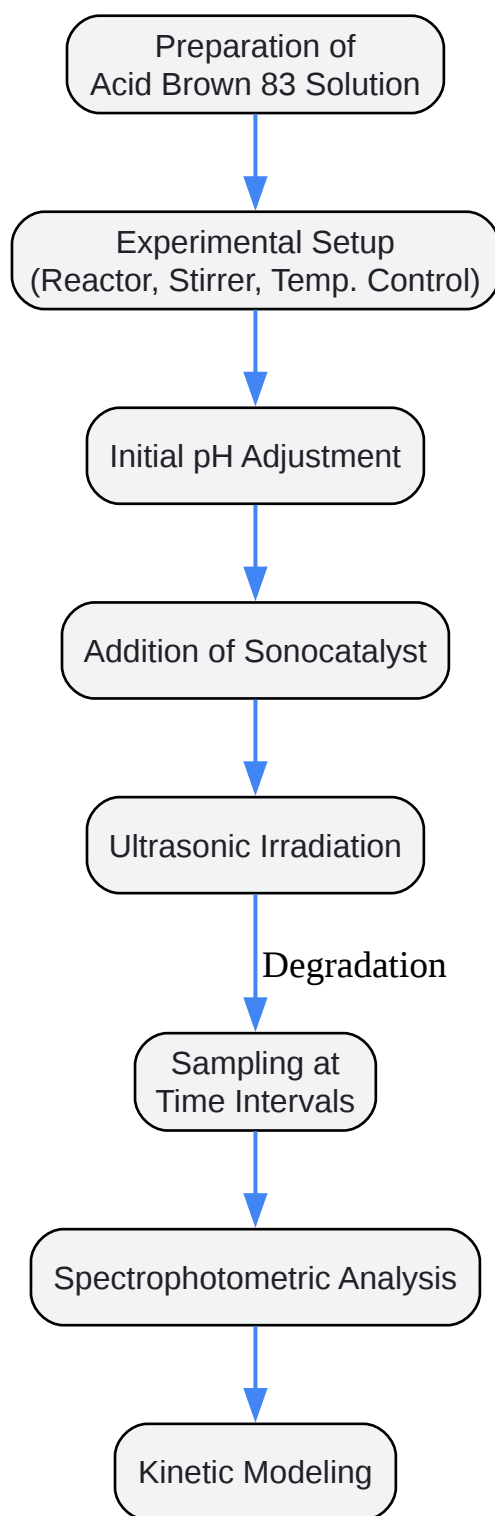 Preparation of
Acid Brown 83 Solution
Experimental Setup
(Reactor, Stirrer, Temp. Control)
Initial pH Adjustment
Addition of Sonocatalyst
Ultrasonic Irradiation
Degradation
Sampling at
Time Intervals
Spectrophotometric Analysis
Kinetic Modeling